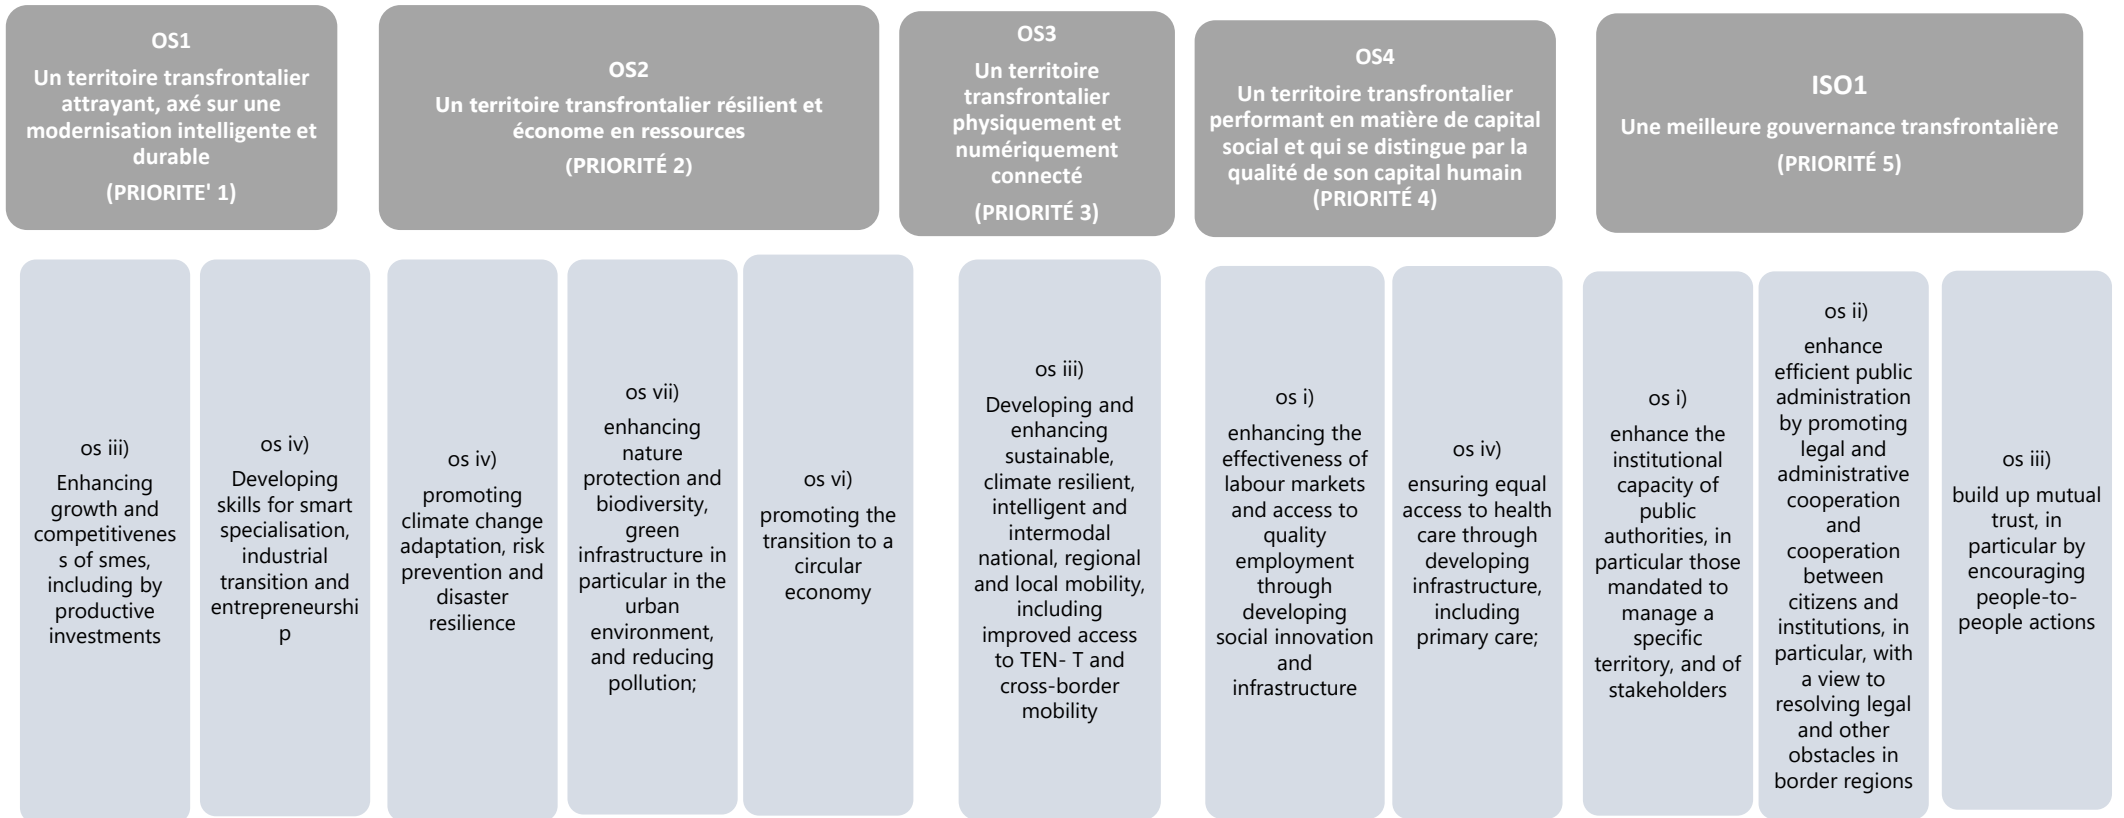 OS1
Un territoire transfrontalier
attrayant, axé sur une
modernisation intelligente et
durable
(PRIORITE' 1)
OS2
Un territoire transfrontalier résilient et
économe en ressources
(PRIORITÉ 2)
OS3
Un territoire
transfrontalier
physiquement et
numériquement
connecté
(PRIORITÉ 3)
OS4
Un territoire transfrontalier
performant en matière de capital
social et qui se distingue par la
qualité de son capital humain
(PRIORITÉ 4)
ISO1
Une meilleure gouvernance transfrontalière
(PRIORITÉ 5)
os iii)
Enhancing
growth and
competitivenes
s of smes,
including by
productive
investments
os iv)
Developing
skills for smart
specialisation,
industrial
transition and
entrepreneurshi
p
os iv)
promoting
climate change
adaptation, risk
prevention and
disaster
resilience
os vii)
enhancing
nature
protection and
biodiversity,
green
infrastructure in
particular in the
urban
environment,
and reducing
pollution;
os vi)
promoting the
transition to a
circular
economy
os iii)
Developing and
enhancing
sustainable,
climate resilient,
intelligent and
intermodal
national, regional
and local mobility,
including
improved access
to TEN- T and
cross-border
mobility
os i)
enhancing the
effectiveness of
labour markets
and access to
quality
employment
through
developing
social innovation
and
infrastructure
os iv)
ensuring equal
access to health
care through
developing
infrastructure,
including
primary care;
os i)
enhance the
institutional
capacity of
public
authorities, in
particular those
mandated to
manage a
specific
territory, and of
stakeholders
os ii)
enhance
efficient public
administration
by promoting
legal and
administrative
cooperation
and
cooperation
between
citizens and
institutions, in
particular, with
a view to
resolving legal
and other
obstacles in
border regions
os iii)
build up mutual
trust, in
particular by
encouraging
people-to-
people actions